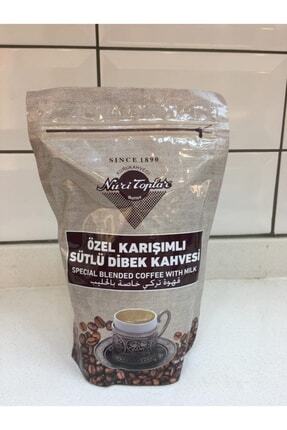 SINCE 1890
KURUKAHVECİ
Nuri Toplar
ÖZEL KARIŞIMLI
SÜTLÜ DİBEK KAHVESİ
SPECIAL BLENDED COFFEE WITH MILK
قهوة تركي خاصة بالحليب